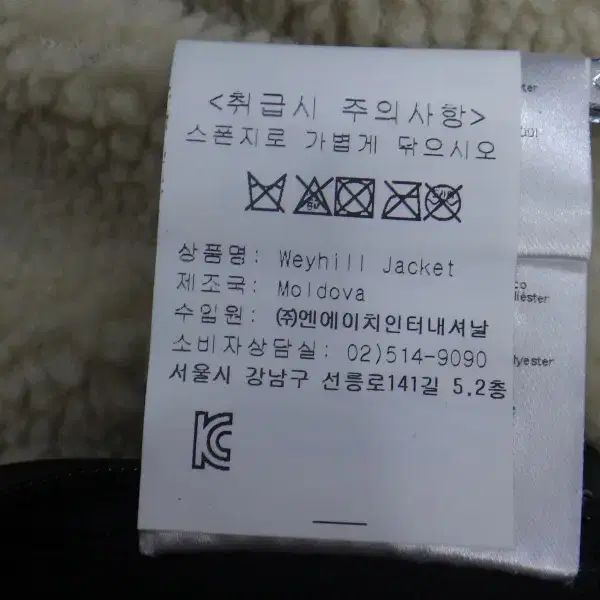 <취급시 주의사항>
스폰지로 가볍게 닦으시오
상품명: Weyhill Jacket
제조국: Moldova
수입원: ㈜엔에이치인터내셔날
소비자상담실: 02)514-9090
서울시 강남구 선릉로141길 5,2층
KC